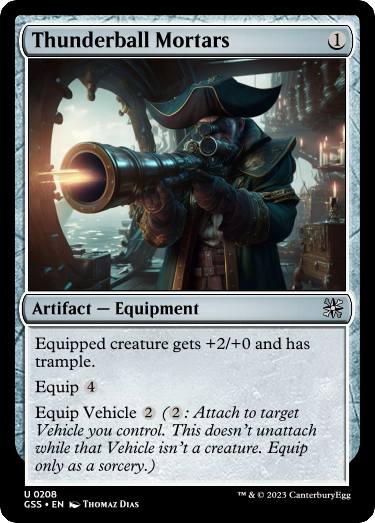 Thunderball Mortars 1
Artifact — Equipment
Equipped creature gets +2/+0 and has
trample.
Equip 4
Equip Vehicle 2 (2: Attach to target
Vehicle you control. This doesn't unattach
while that Vehicle isn't a creature. Equip
only as a sorcery.)
U 0208
GSS • EN Thomaz Dias
™ & © 2023 CanterburyEgg